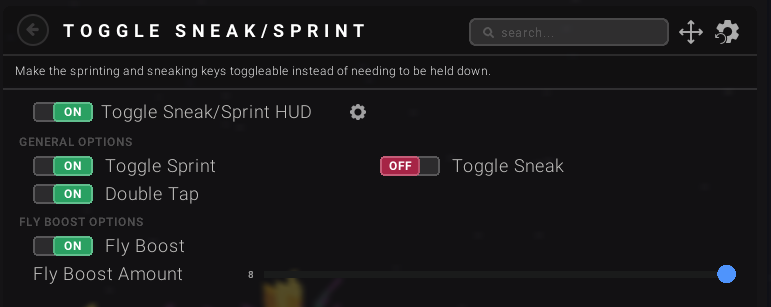 TOGGLE SNEAK/SPRINT
search...
Make the sprinting and sneaking keys toggleable instead of needing to be held down.
ON Toggle Sneak/Sprint HUD
GENERAL OPTIONS
ON Toggle Sprint OFF Toggle Sneak
ON Double Tap
FLY BOOST OPTIONS
ON Fly Boost
Fly Boost Amount 8